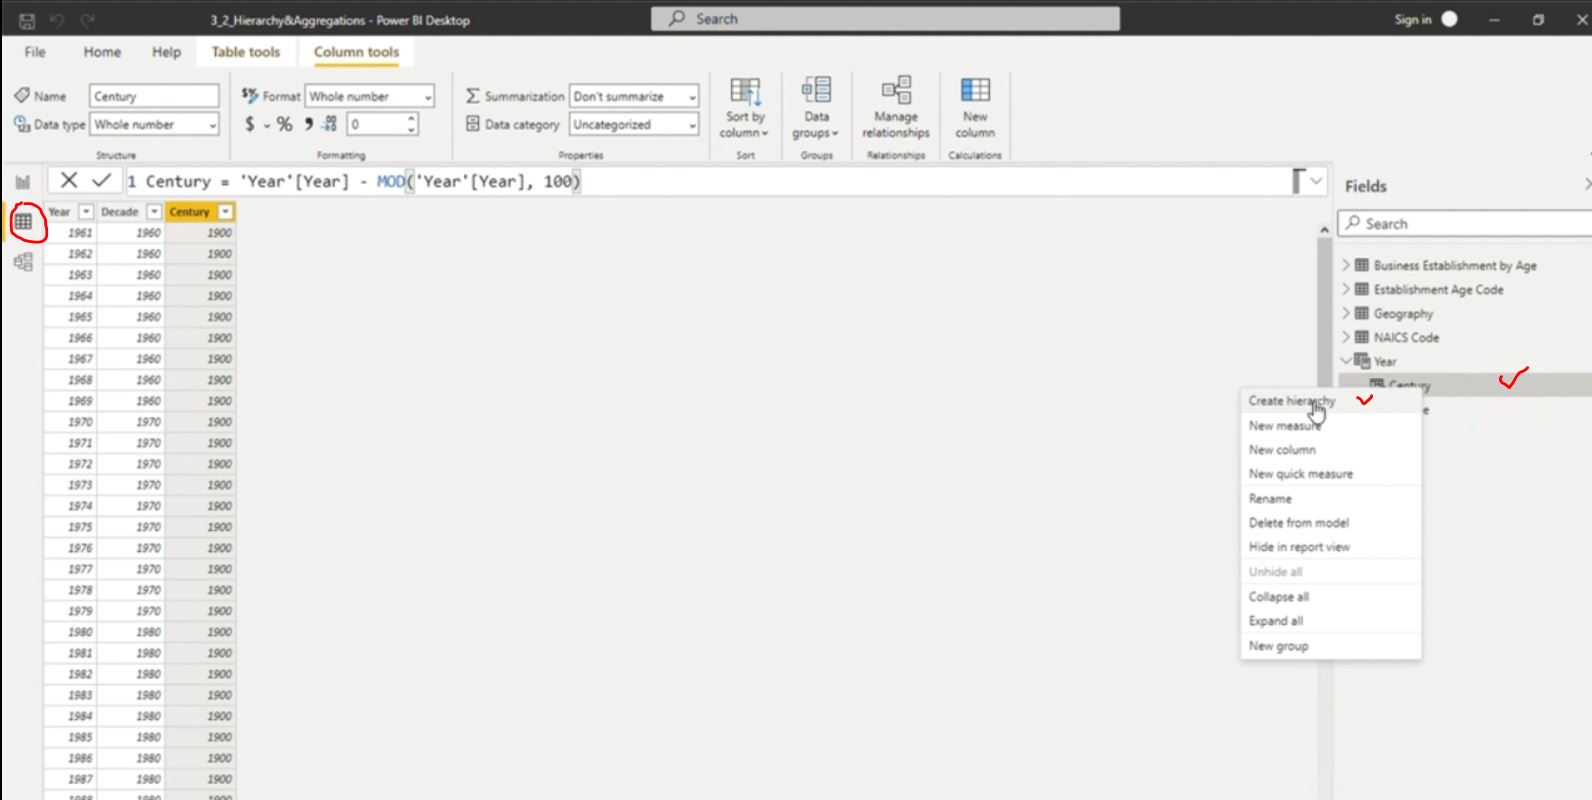 3_2_Hierarchy&Aggregations - Power BI Desktop
Search
Sign in
File
Home
Help
Table tools
Column tools
Name
Century
Format
Whole number
Summarization
Don't summarize
Sort by
column
Data
groups
Manage
relationships
New
column
123 Data type
Whole number
$ % 9 .00
0
Data category
Uncategorized
Structure
Formatting
Properties
Sort
Groups
Relationships
Calculations
1 Century = 'Year'[Year] - MOD('Year'[Year], 100)
Year Decade Century
1961 1960 1900
1962 1960 1900
1963 1960 1900
1964 1960 1900
1965 1960 1900
1966 1960 1900
1967 1960 1900
1968 1960 1900
1969 1960 1900
1970 1970 1900
1971 1970 1900
1972 1970 1900
1973 1970 1900
1974 1970 1900
1975 1970 1900
1976 1970 1900
1977 1970 1900
1978 1970 1900
1979 1970 1900
1980 1980 1900
1981 1980 1900
1982 1980 1900
1983 1980 1900
1984 1980 1900
1985 1980 1900
1986 1980 1900
1987 1980 1900
1988 1980 1900
Fields
Search
Business Establishment by Age
Establishment Age Code
Geography
NAICS Code
Year
Century
e
Create hierarchy
New measure
New column
New quick measure
Rename
Delete from model
Hide in report view
Unhide all
Collapse all
Expand all
New group